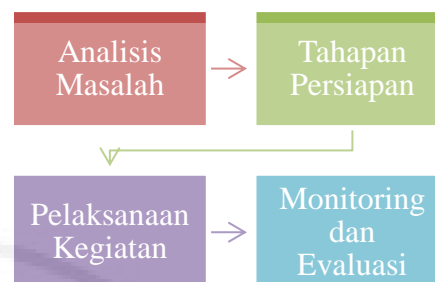 Analisis
Masalah
Tahapan
Persiapan
Pelaksanaan
Kegiatan
Monitoring
dan
Evaluasi